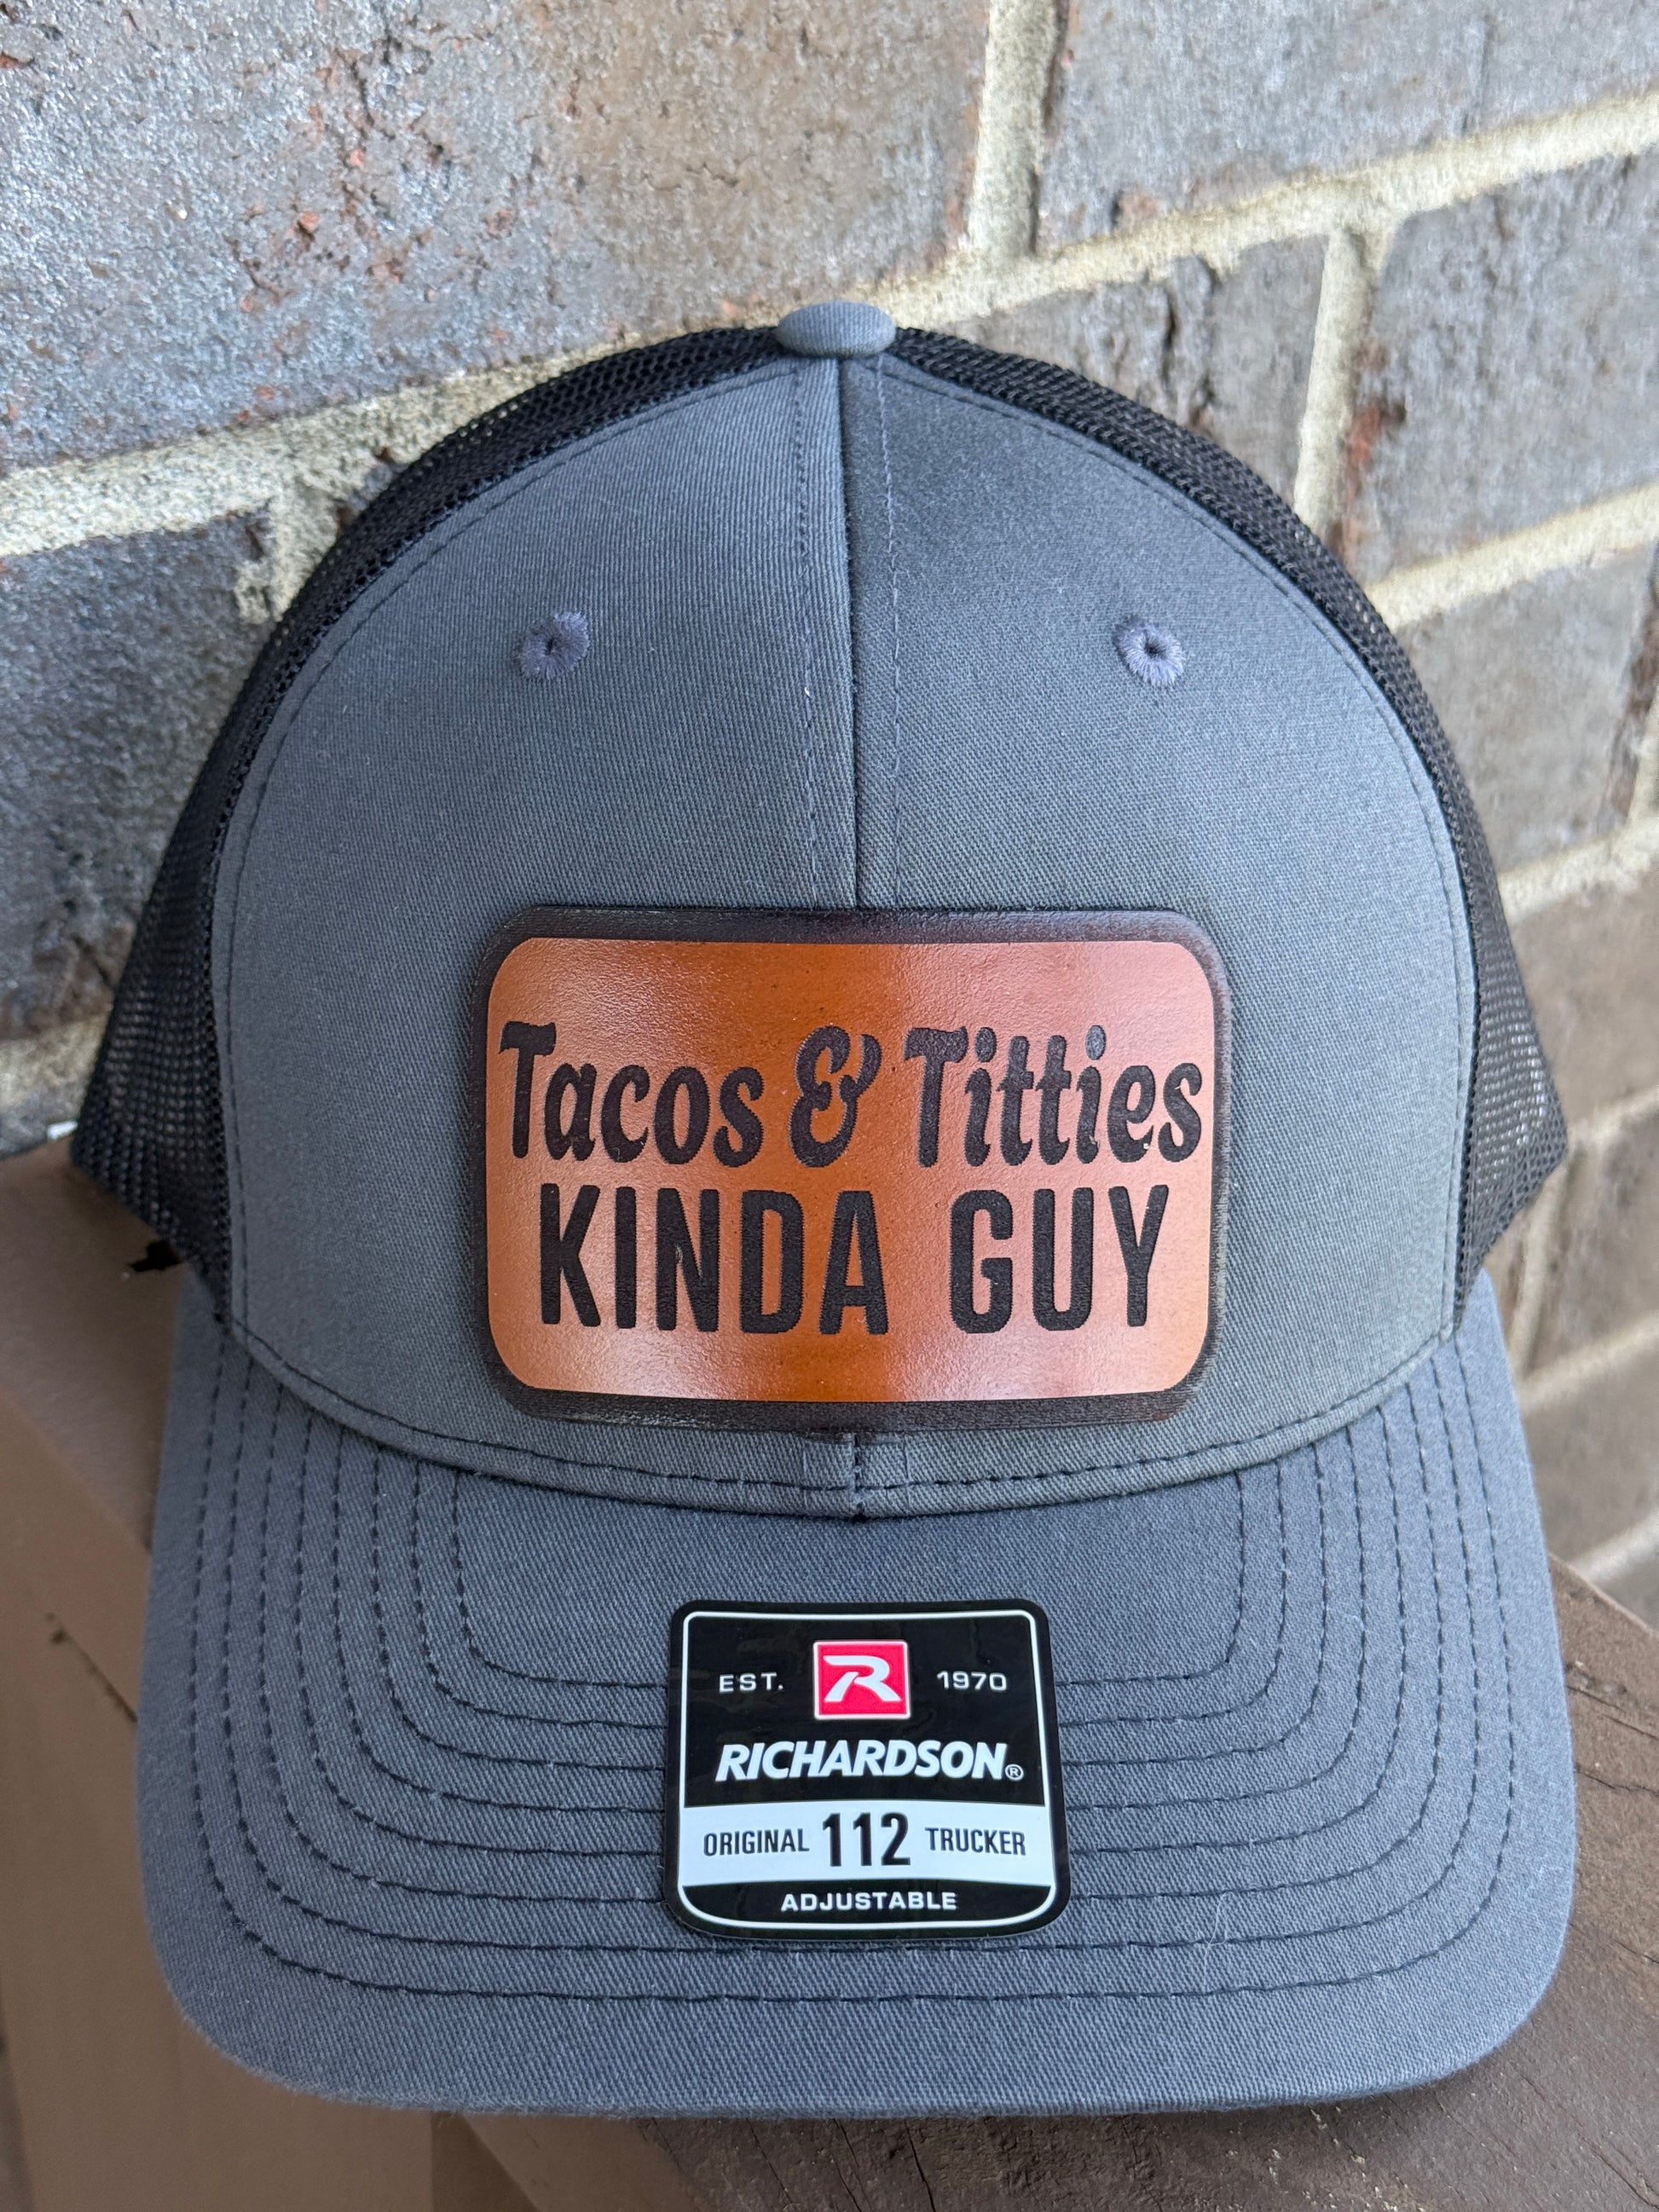 Tacos & Titties
KINDA GUY
EST. R 1970
RICHARDSON®
ORIGINAL 112 TRUCKER
ADJUSTABLE